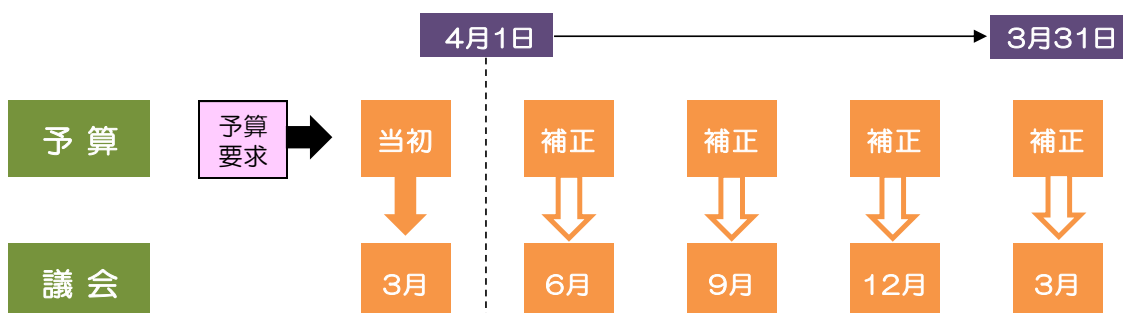 4月1日
3月31日
予 算
予算
要求
当初
補正
補正
補正
補正
議 会
3月
6月
9月
12月
3月